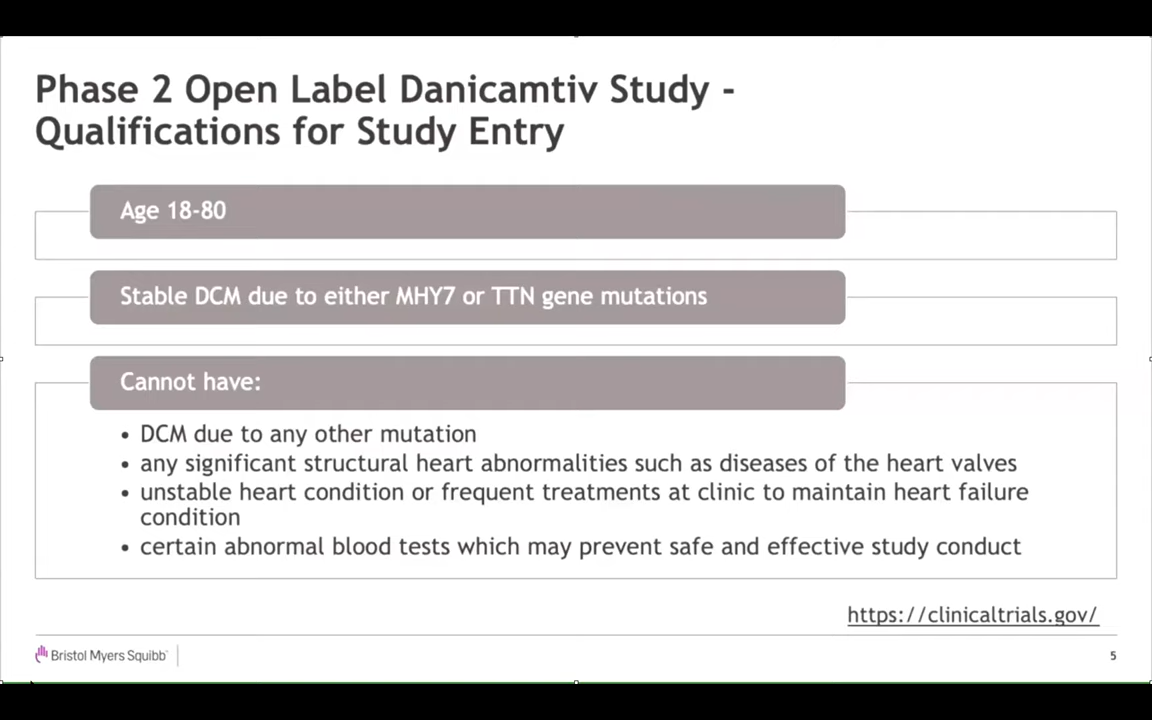 Phase 2 Open Label Danicamtiv Study -
Qualifications for Study Entry
Age 18-80
Stable DCM due to either MHY7 or TTN gene mutations
Cannot have:
• DCM due to any other mutation
• any significant structural heart abnormalities such as diseases of the heart valves
• unstable heart condition or frequent treatments at clinic to maintain heart failure
condition
• certain abnormal blood tests which may prevent safe and effective study conduct
https://clinicaltrials.gov/
Bristol Myers Squibb
5